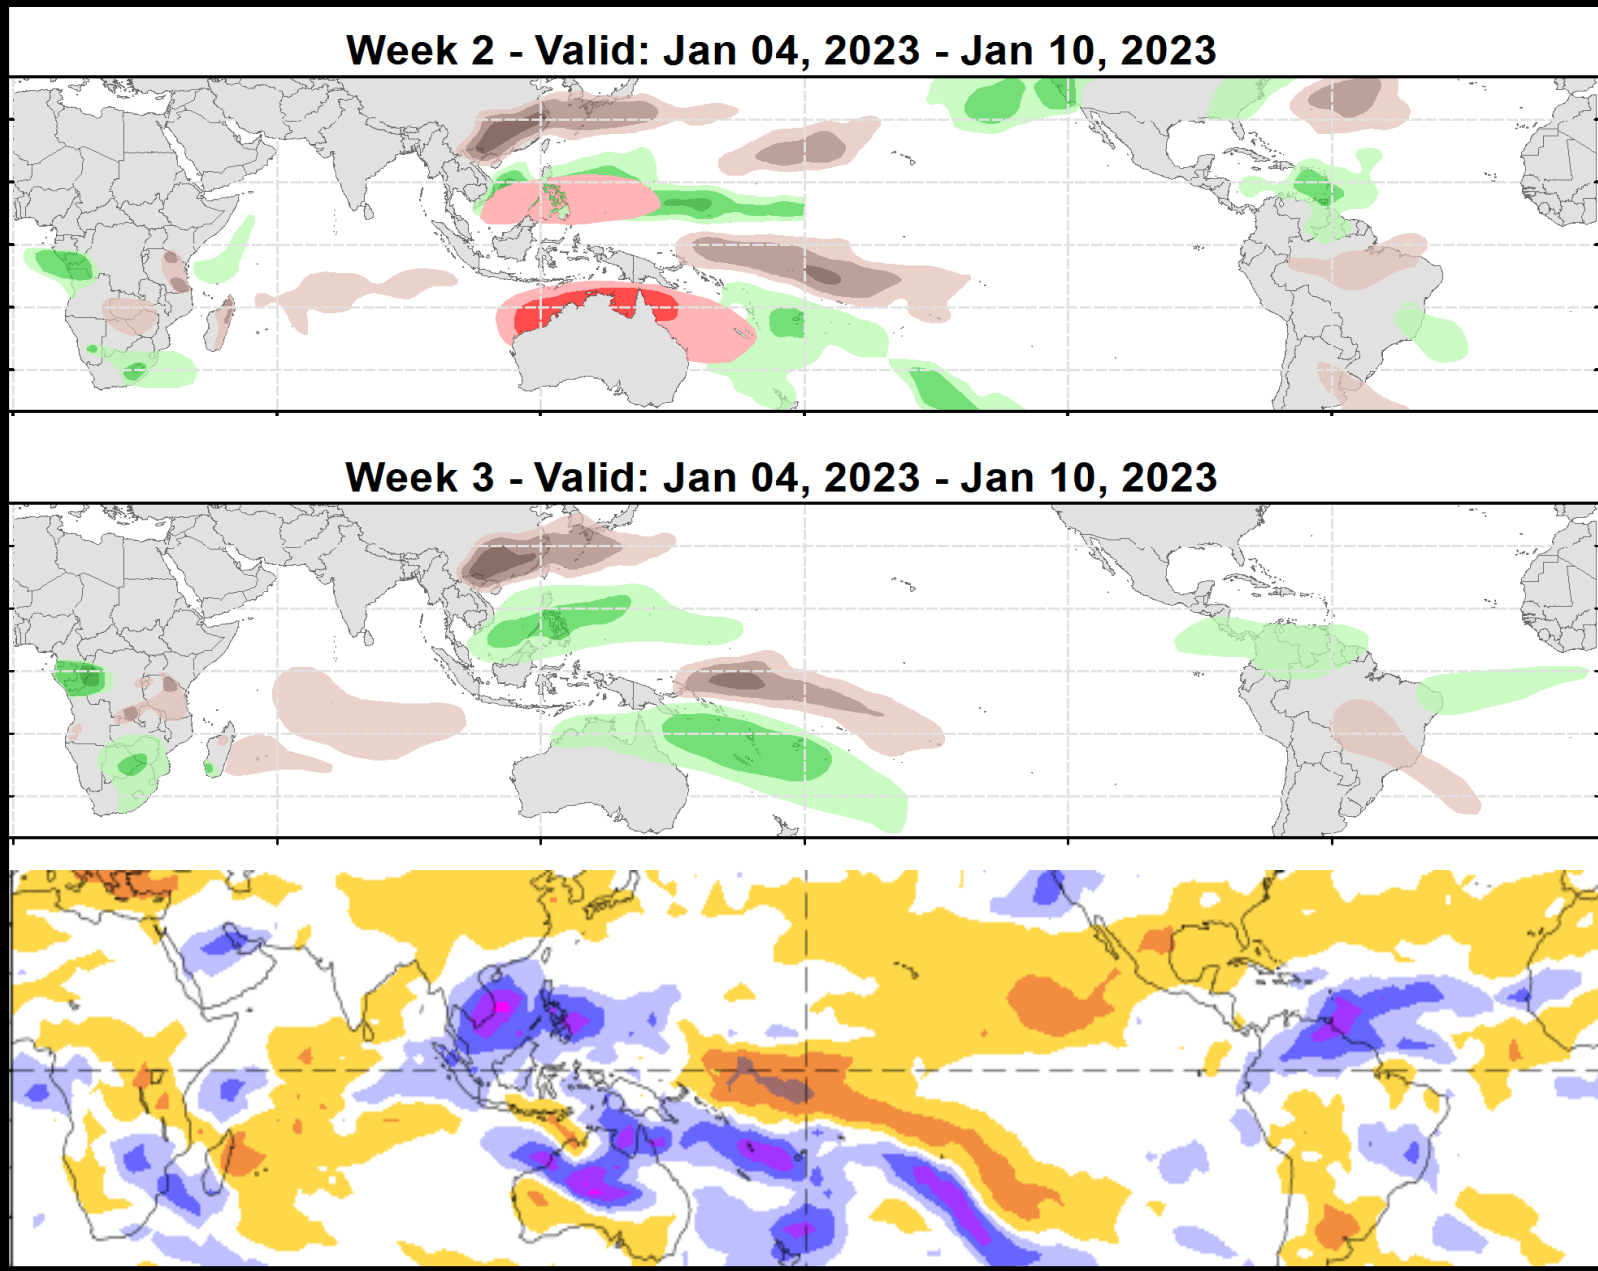 Week 2 - Valid: Jan 04, 2023 - Jan 10, 2023
Week 3 - Valid: Jan 04, 2023 - Jan 10, 2023